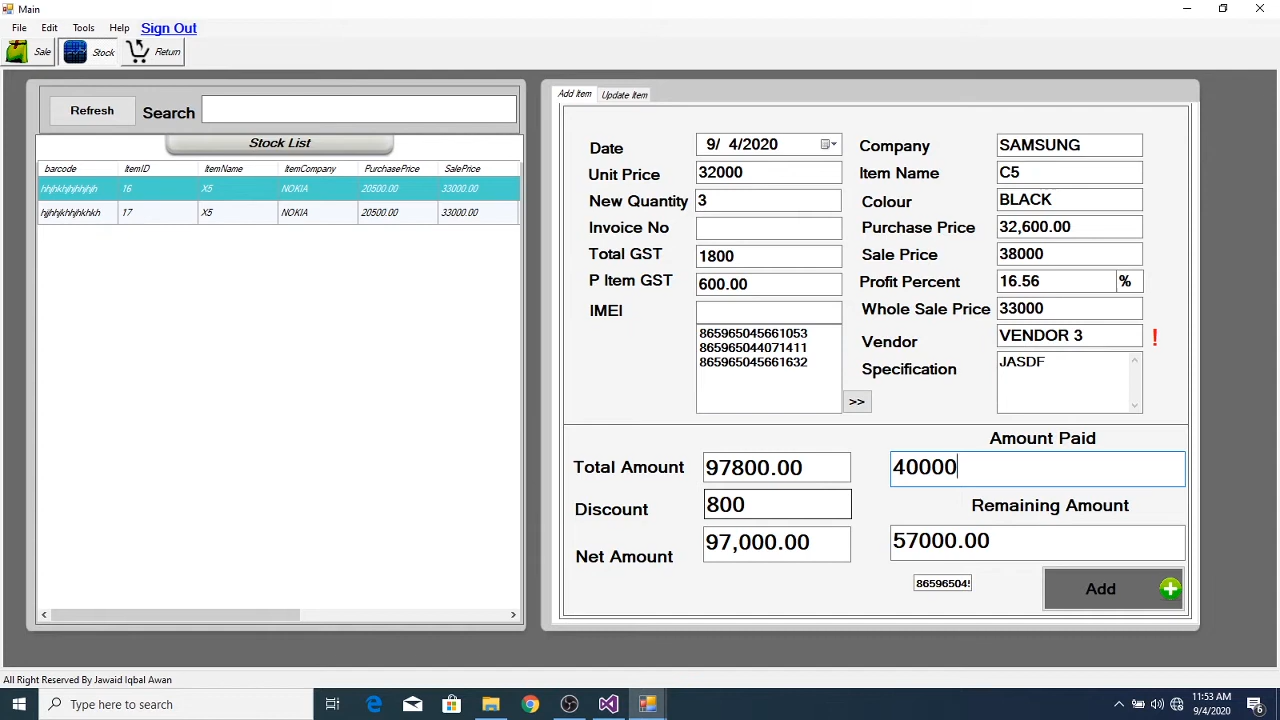 Main
File Edit Tools Help Sign Out
Sale Stock Return
Refresh Search
Stock List
barcode ItemID ItemName ItemCompany PurchasePrice SalePrice
16 X5 NOKIA 20500.00 33000.00
17 X5 NOKIA 20500.00 33000.00
Add Item Update Item
Date 9/ 4/2020
Unit Price 32000
New Quantity 3
Invoice No
Total GST 1800
P Item GST 600.00
IMEI
865965045661053
865965044071411
865965045661632
>>
Company SAMSUNG
Item Name C5
Colour BLACK
Purchase Price 32,600.00
Sale Price 38000
Profit Percent 16.56 %
Whole Sale Price 33000
Vendor VENDOR 3 !
Specification JASDF
Total Amount 97800.00
Discount 800
Net Amount 97,000.00
Amount Paid
40000
Remaining Amount
57000.00
Add
All Right Reserved By Jawaid Iqbal Awan
Type here to search
11:53 AM
9/4/2020
6